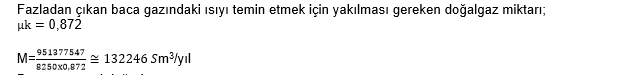 Fazladan çıkan baca gazındaki ısıyı temin etmek için yakılması gereken doğalgaz miktarı;
µk = 0,872
M=951377547/8250x0,872 ≅ 132246 Sm³/yıl